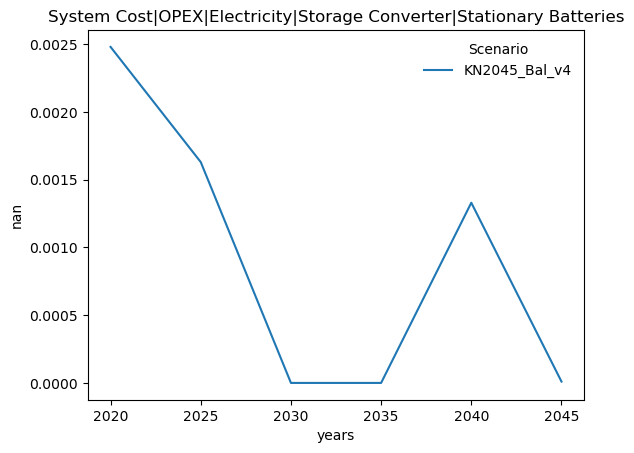 System Cost|OPEX|Electricity|Storage Converter|Stationary Batteries
Scenario
KN2045_Bal_v4
0.0025
0.0020
0.0015
0.0010
0.0005
0.0000
nan
2020 2025 2030 2035 2040 2045
years